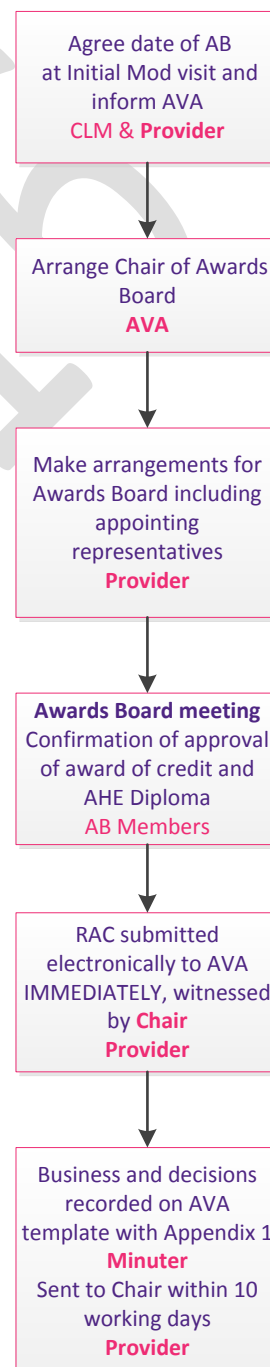 Agree date of AB
at Initial Mod visit and
inform AVA
CLM & Provider
Arrange Chair of Awards
Board
AVA
Make arrangements for
Awards Board including
appointing
representatives
Provider
Awards Board meeting
Confirmation of approval
of award of credit and
AHE Diploma
AB Members
RAC submitted
electronically to AVA
IMMEDIATELY, witnessed
by Chair
Provider
Business and decisions
recorded on AVA
template with Appendix 1
Minuter
Sent to Chair within 10
working days
Provider